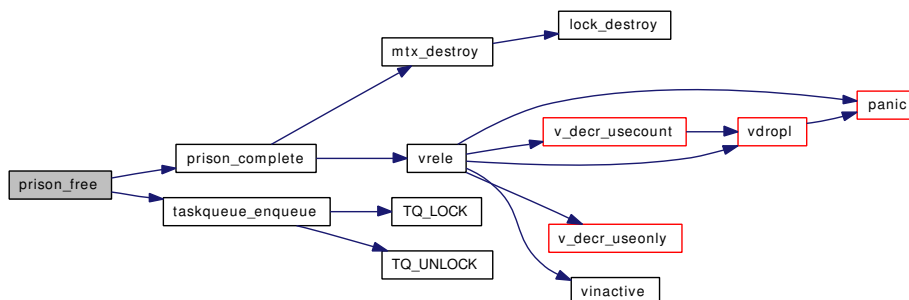 lock_destroy
mtx_destroy
panic
v_decr_usecount
vdropl
prison_complete
vrele
prison_free
taskqueue_enqueue
TQ_LOCK
v_decr_useonly
TQ_UNLOCK
vinactive